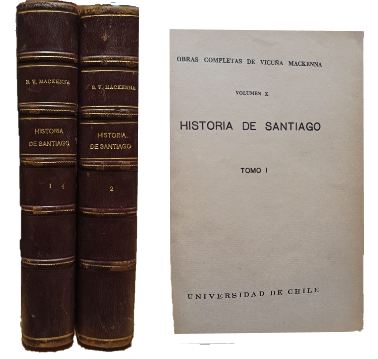 B. V. MACKENNA
HISTORIA
DE SANTIAGO
1
B. V. MACKENNA
HISTORIA
DE SANTIAGO
2
OBRAS COMPLETAS DE VICUÑA MACKENNA
VOLUMEN X
HISTORIA DE SANTIAGO
TOMO I
UNIVERSIDAD DE CHILE